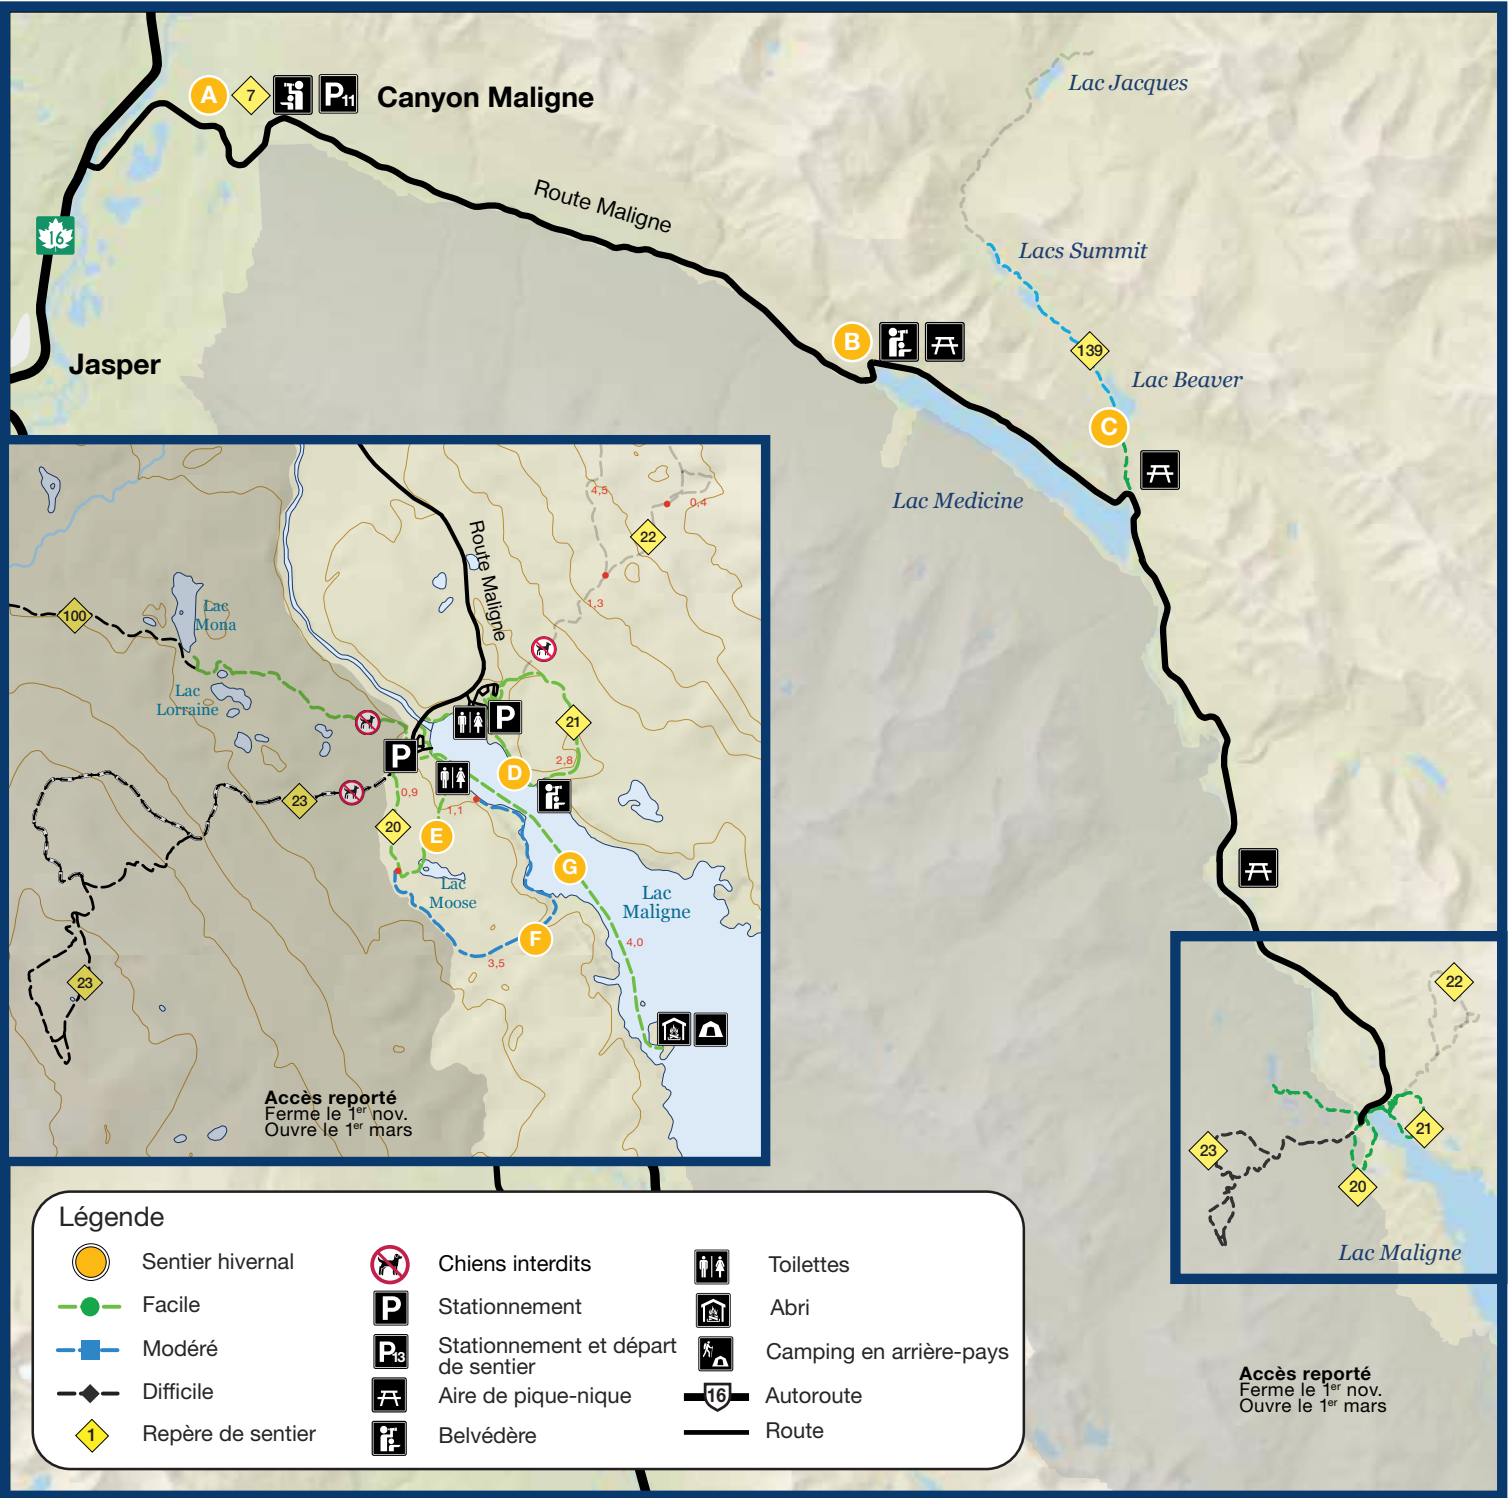 A
7
P11
Canyon Maligne
Lac Jacques
Route Maligne
16
Lacs Summit
B
139
Jasper
Lac Beaver
C
Lac Medicine
4,5
0,4
22
Route Maligne
1,3
100
Lac
Mona
Lac
Lorraine
P
21
P
2,8
D
0,9
23
1,1
20
E
G
Lac
Moose
Lac
Maligne
F
4,0
3,5
23
Accès reporté
Ferme le 1er nov.
Ouvre le 1er mars
22
21
23
20
Lac Maligne
Accès reporté
Ferme le 1er nov.
Ouvre le 1er mars
Légende
Sentier hivernal
Facile
Modéré
Difficile
1
Repère de sentier
Chiens interdits
P
Stationnement
P13
Stationnement et départ
de sentier
Aire de pique-nique
Belvédère
Toilettes
Abri
Camping en arrière-pays
16
Autoroute
Route